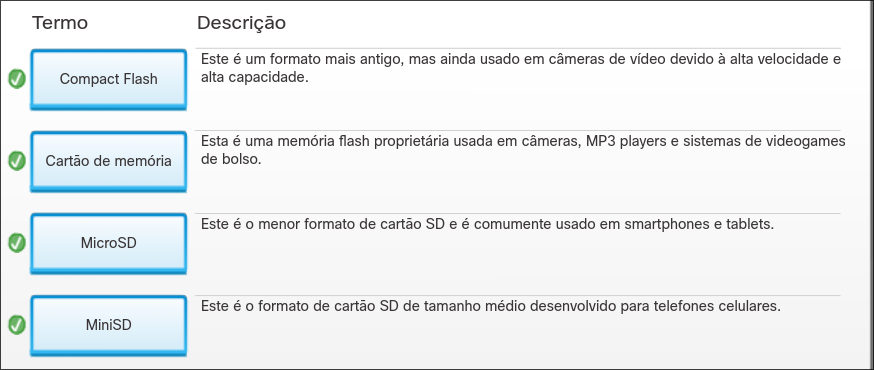 Termo Descrição
Compact Flash
Este é um formato mais antigo, mas ainda usado em câmeras de vídeo devido à alta velocidade e
alta capacidade.
Cartão de memória
Esta é uma memória flash proprietária usada em câmeras, MP3 players e sistemas de videogames
de bolso.
MicroSD
Este é o menor formato de cartão SD e é comumente usado em smartphones e tablets.
MiniSD
Este é o formato de cartão SD de tamanho médio desenvolvido para telefones celulares.